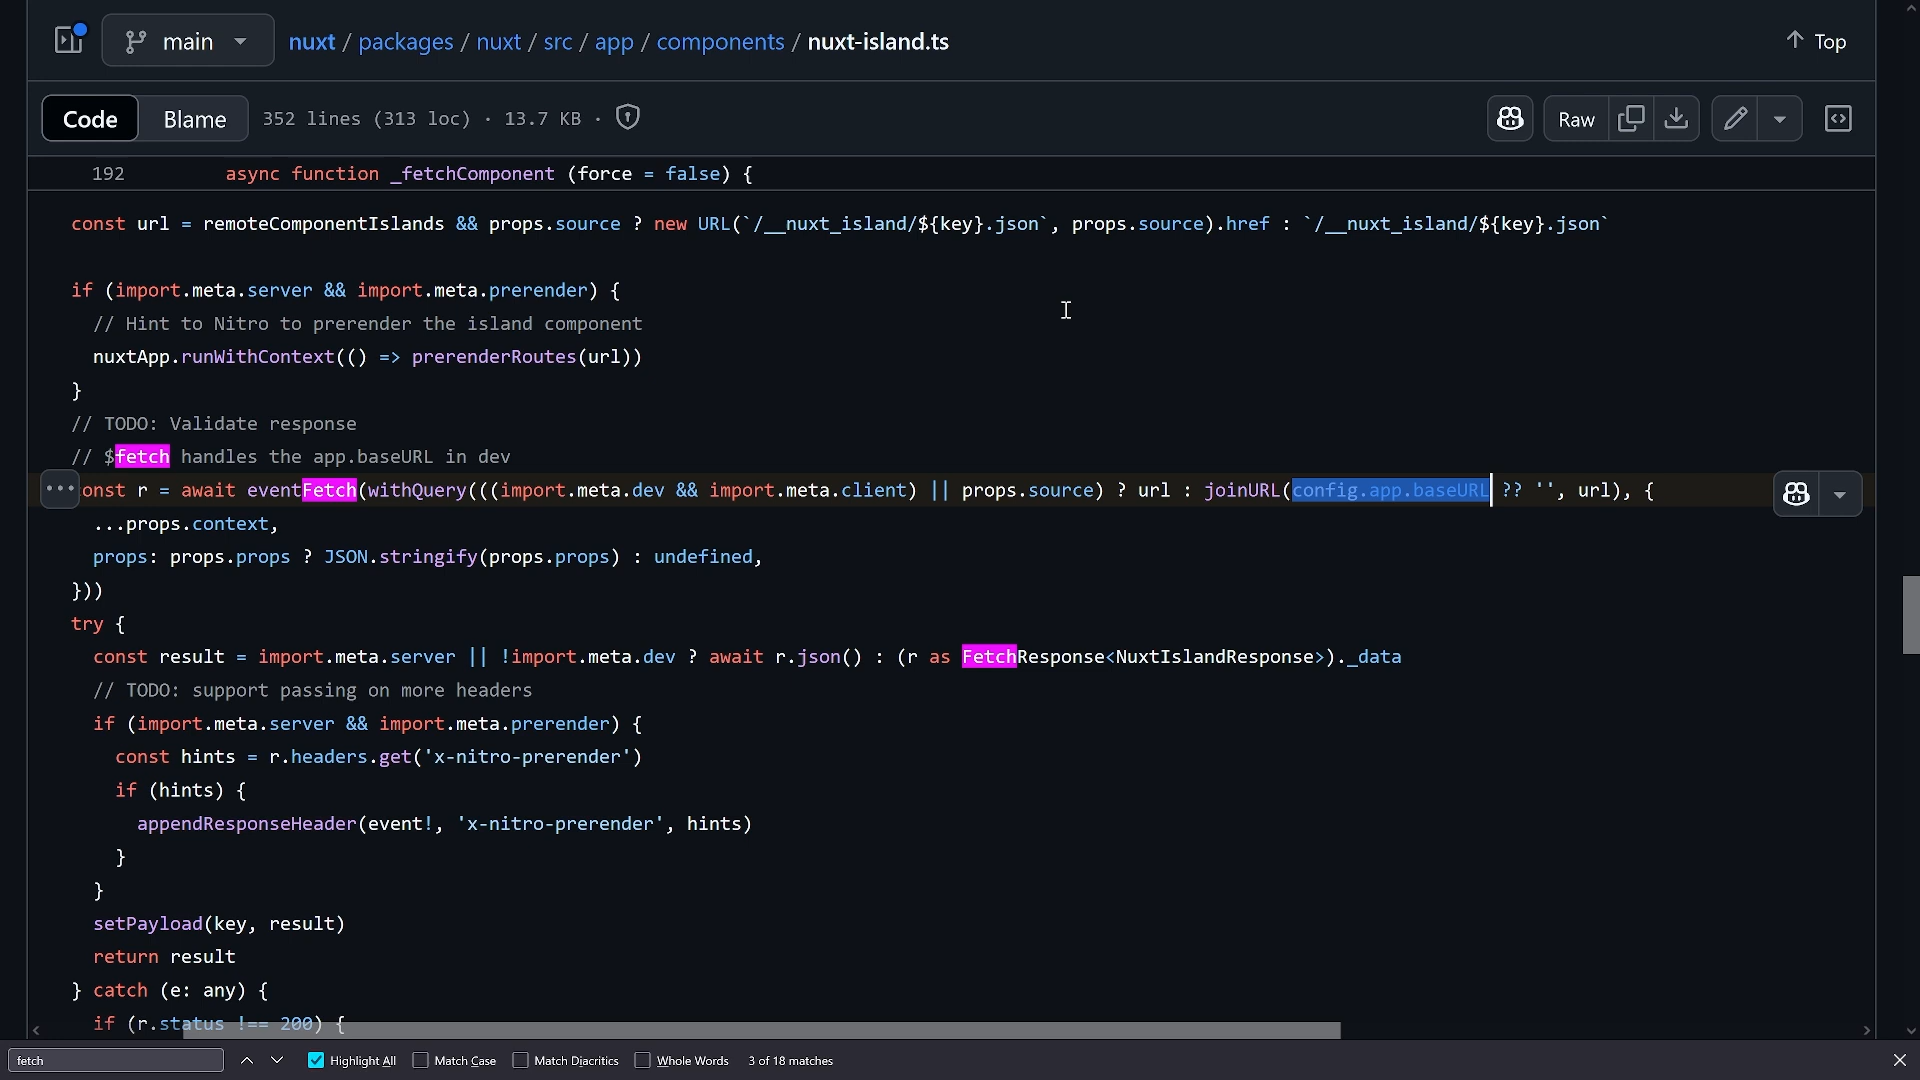 main
nuxt / packages / nuxt / src / app / components / nuxt-island.ts
Top
Code
Blame
352 lines (313 loc) · 13.7 KB ·
Raw
192 async function _fetchComponent (force = false) {
const url = remoteComponentIslands && props.source ? new URL(`/__nuxt_island/${key}.json`, props.source).href : `/__nuxt_island/${key}.json`
if (import.meta.server && import.meta.prerender) {
// Hint to Nitro to prerender the island component
nuxtApp.runWithContext(() => prerenderRoutes(url))
}
// TODO: Validate response
// $fetch handles the app.baseURL in dev
onst r = await eventFetch(withQuery(((import.meta.dev && import.meta.client) || props.source) ? url : joinURL(config.app.baseURL ?? '', url), {
...props.context,
props: props.props ? JSON.stringify(props.props) : undefined,
}))
try {
const result = import.meta.server || !import.meta.dev ? await r.json() : (r as FetchResponse<NuxtIslandResponse>)._data
// TODO: support passing on more headers
if (import.meta.server && import.meta.prerender) {
const hints = r.headers.get('x-nitro-prerender')
if (hints) {
appendResponseHeader(event!, 'x-nitro-prerender', hints)
}
}
setPayload(key, result)
return result
} catch (e: any) {
if (r.status !== 200) {
fetch
Highlight All
Match Case
Match Diacritics
Whole Words
3 of 18 matches